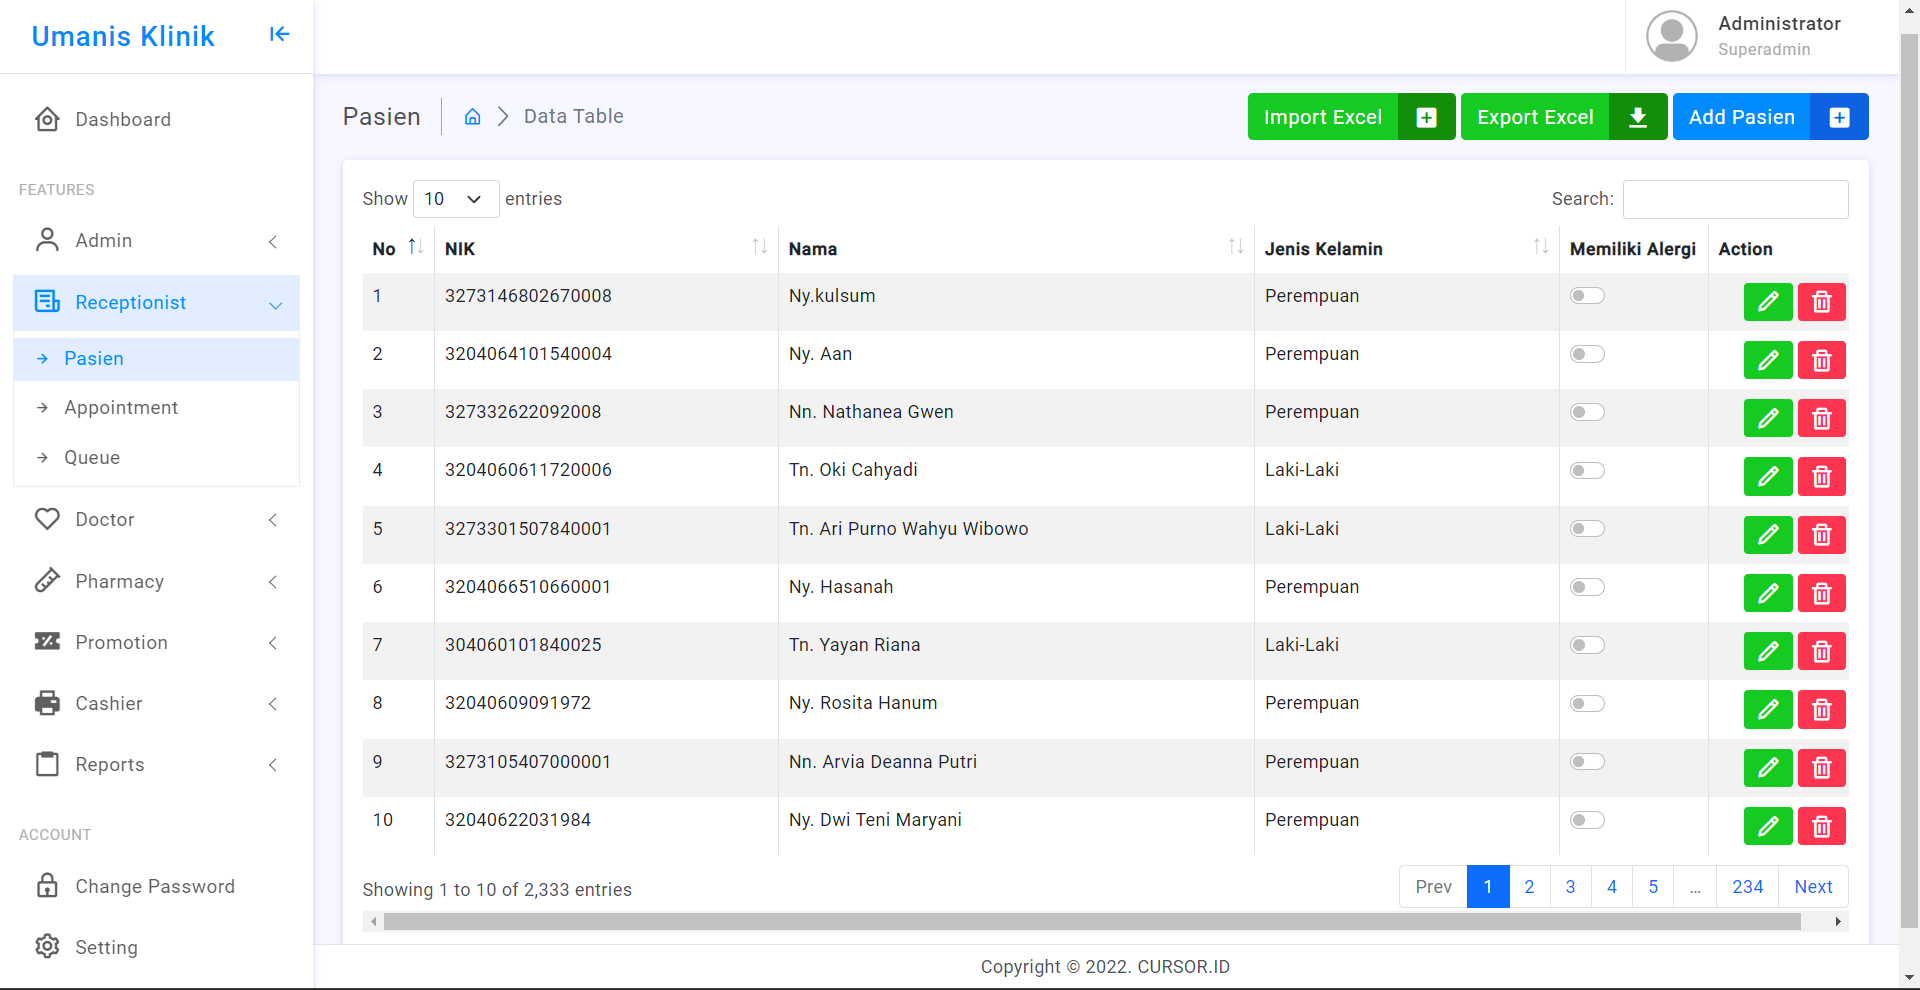 Umanis Klinik
Administrator
Superadmin
Dashboard
FEATURES
Admin
Receptionist
Pasien
Appointment
Queue
Doctor
Pharmacy
Promotion
Cashier
Reports
ACCOUNT
Change Password
Setting
Pasien Data Table
Import Excel Export Excel Add Pasien
Show 10 entries Search:
No NIK Nama Jenis Kelamin Memiliki Alergi Action
1 3273146802670008 Ny.kulsum Perempuan
2 3204064101540004 Ny. Aan Perempuan
3 327332622092008 Nn. Nathanea Gwen Perempuan
4 3204060611720006 Tn. Oki Cahyadi Laki-Laki
5 3273301507840001 Tn. Ari Purno Wahyu Wibowo Laki-Laki
6 3204066510660001 Ny. Hasanah Perempuan
7 304060101840025 Tn. Yayan Riana Laki-Laki
8 32040609091972 Ny. Rosita Hanum Perempuan
9 3273105407000001 Nn. Arvia Deanna Putri Perempuan
10 32040622031984 Ny. Dwi Teni Maryani Perempuan
Showing 1 to 10 of 2,333 entries Prev 1 2 3 4 5 … 234 Next
Copyright © 2022. CURSOR.ID